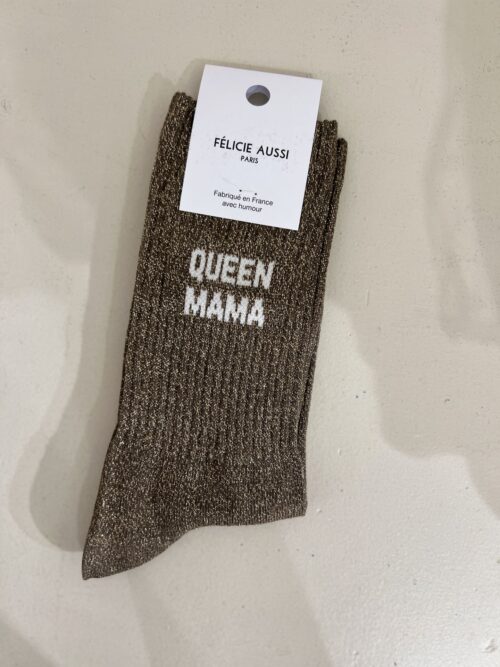 FÉLICIE AUSSI
PARIS
Fabriqué en France
avec humour
QUEEN
MAMA